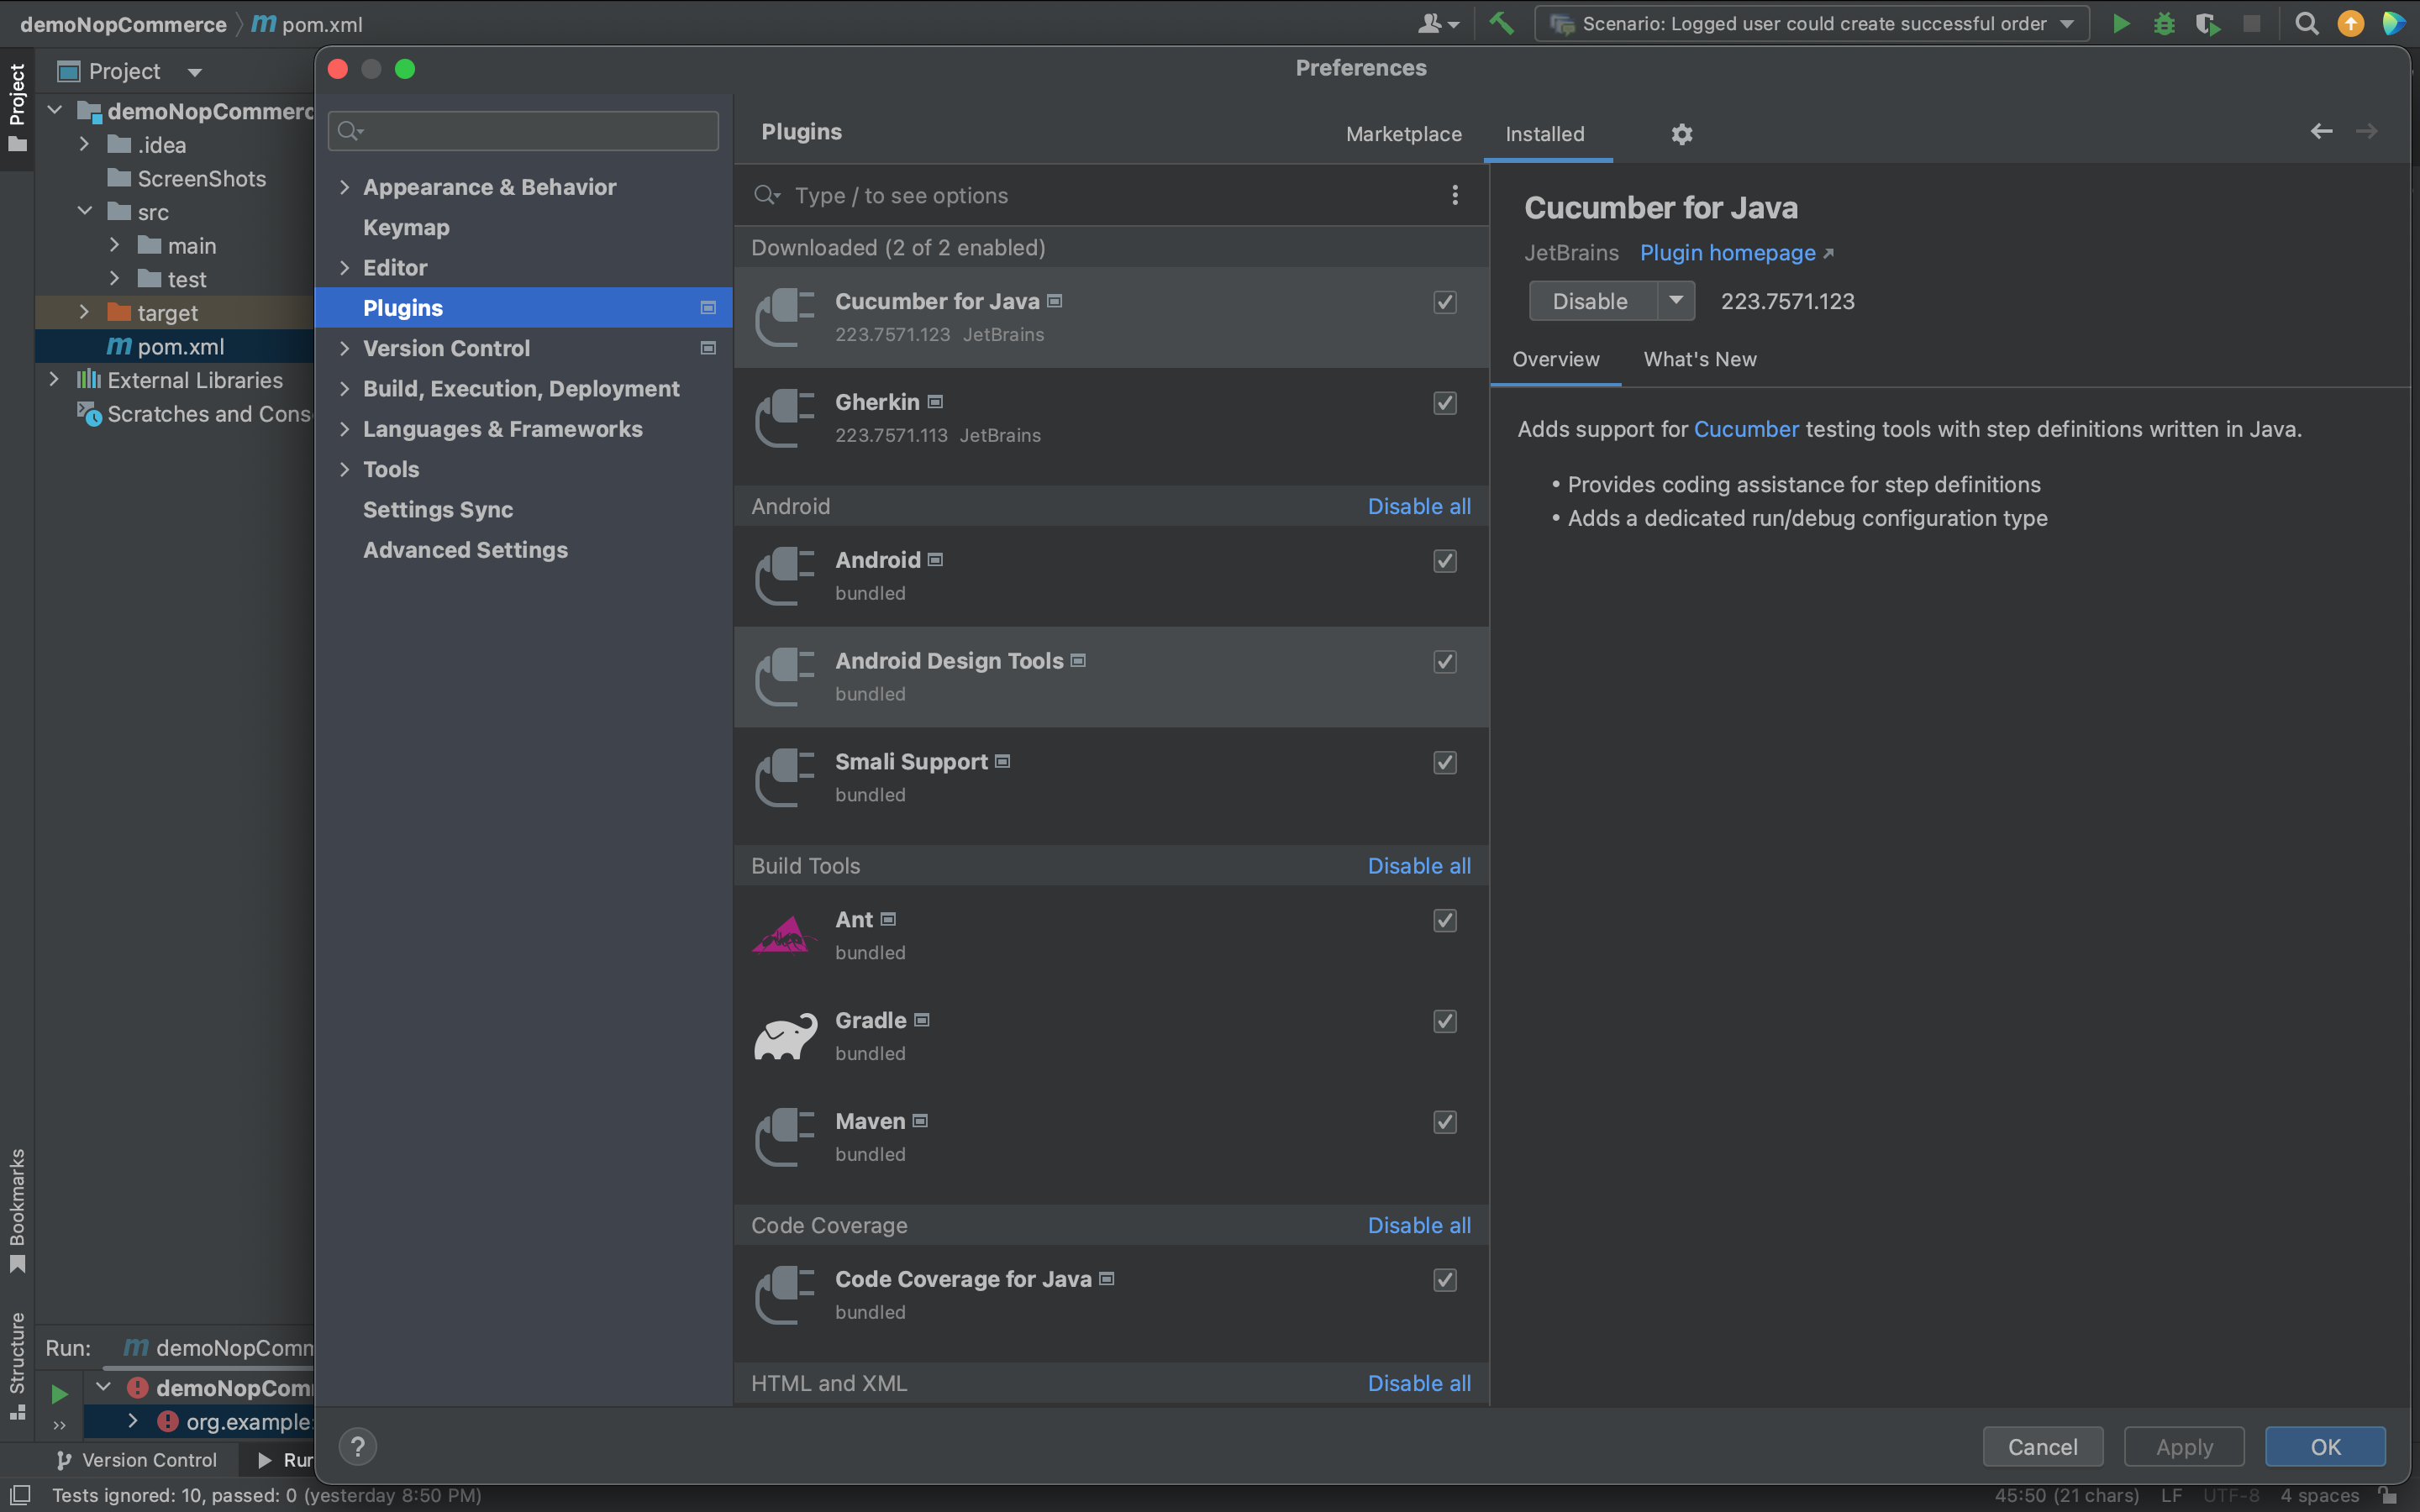 demoNopCommerce
pom.xml
Scenario: Logged user could create successful order
Project
Project
demoNopCommerc
.idea
ScreenShots
src
main
test
target
pom.xml
External Libraries
Scratches and Cons
Bookmarks
Structure
Run:
demoNopComm
demoNopCom
org.example:
Version Control
Run
Tests ignored: 10, passed: 0 (yesterday 8:50 PM)
45:50 (21 chars)
LF
UTF-8
4 spaces
Preferences
Appearance & Behavior
Keymap
Editor
Plugins
Version Control
Build, Execution, Deployment
Languages & Frameworks
Tools
Settings Sync
Advanced Settings
Plugins
Marketplace
Installed
Type / to see options
Downloaded (2 of 2 enabled)
Cucumber for Java
223.7571.123 JetBrains
Gherkin
223.7571.113 JetBrains
Android
Disable all
Android
bundled
Android Design Tools
bundled
Smali Support
bundled
Build Tools
Disable all
Ant
bundled
Gradle
bundled
Maven
bundled
Code Coverage
Disable all
Code Coverage for Java
bundled
HTML and XML
Disable all
Cucumber for Java
JetBrains
Plugin homepage
Disable
223.7571.123
Overview
What's New
Adds support for Cucumber testing tools with step definitions written in Java.
• Provides coding assistance for step definitions
• Adds a dedicated run/debug configuration type
?
Cancel
Apply
OK